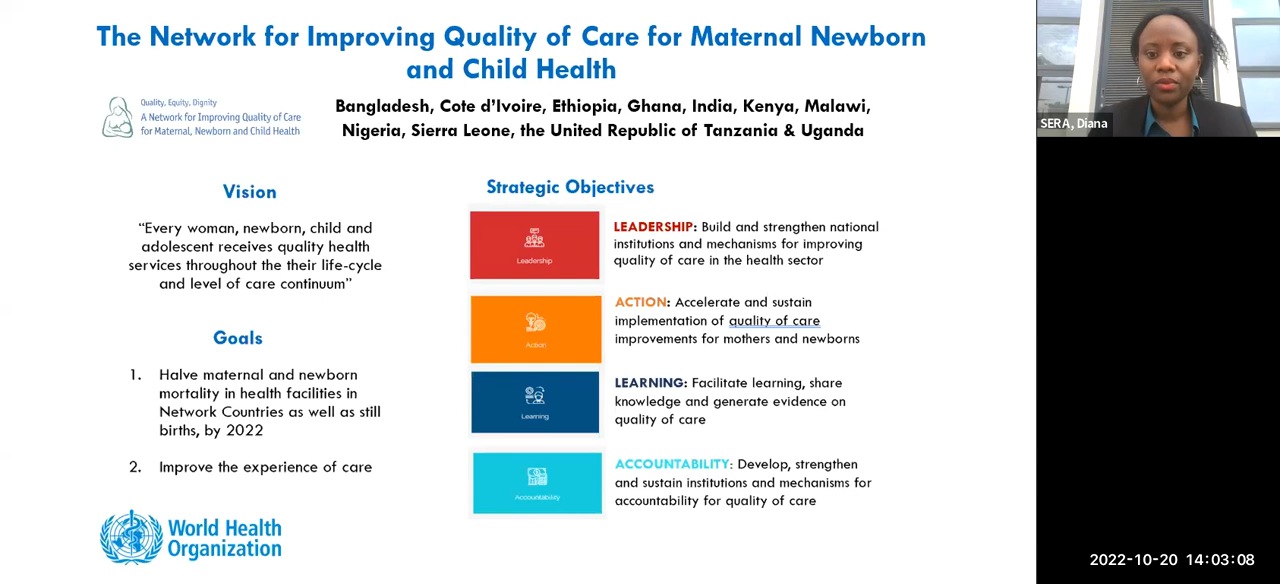 The Network for Improving Quality of Care for Maternal Newborn
and Child Health
Quality, Equity, Dignity
A Network for Improving Quality of Care
for Maternal, Newborn and Child Health
Bangladesh, Cote d'Ivoire, Ethiopia, Ghana, India, Kenya, Malawi,
Nigeria, Sierra Leone, the United Republic of Tanzania & Uganda
Vision
“Every woman, newborn, child and
adolescent receives quality health
services throughout the their life-cycle
and level of care continuum”
Goals
1. Halve maternal and newborn
mortality in health facilities in
Network Countries as well as still
births, by 2022
2. Improve the experience of care
World Health
Organization
Strategic Objectives
Leadership
LEADERSHIP: Build and strengthen national
institutions and mechanisms for improving
quality of care in the health sector
Action
ACTION: Accelerate and sustain
implementation of quality of care
improvements for mothers and newborns
Learning
LEARNING: Facilitate learning, share
knowledge and generate evidence on
quality of care
Accountability
ACCOUNTABILITY: Develop, strengthen
and sustain institutions and mechanisms for
accountability for quality of care
SERA, Diana
2022-10-20 14:03:08